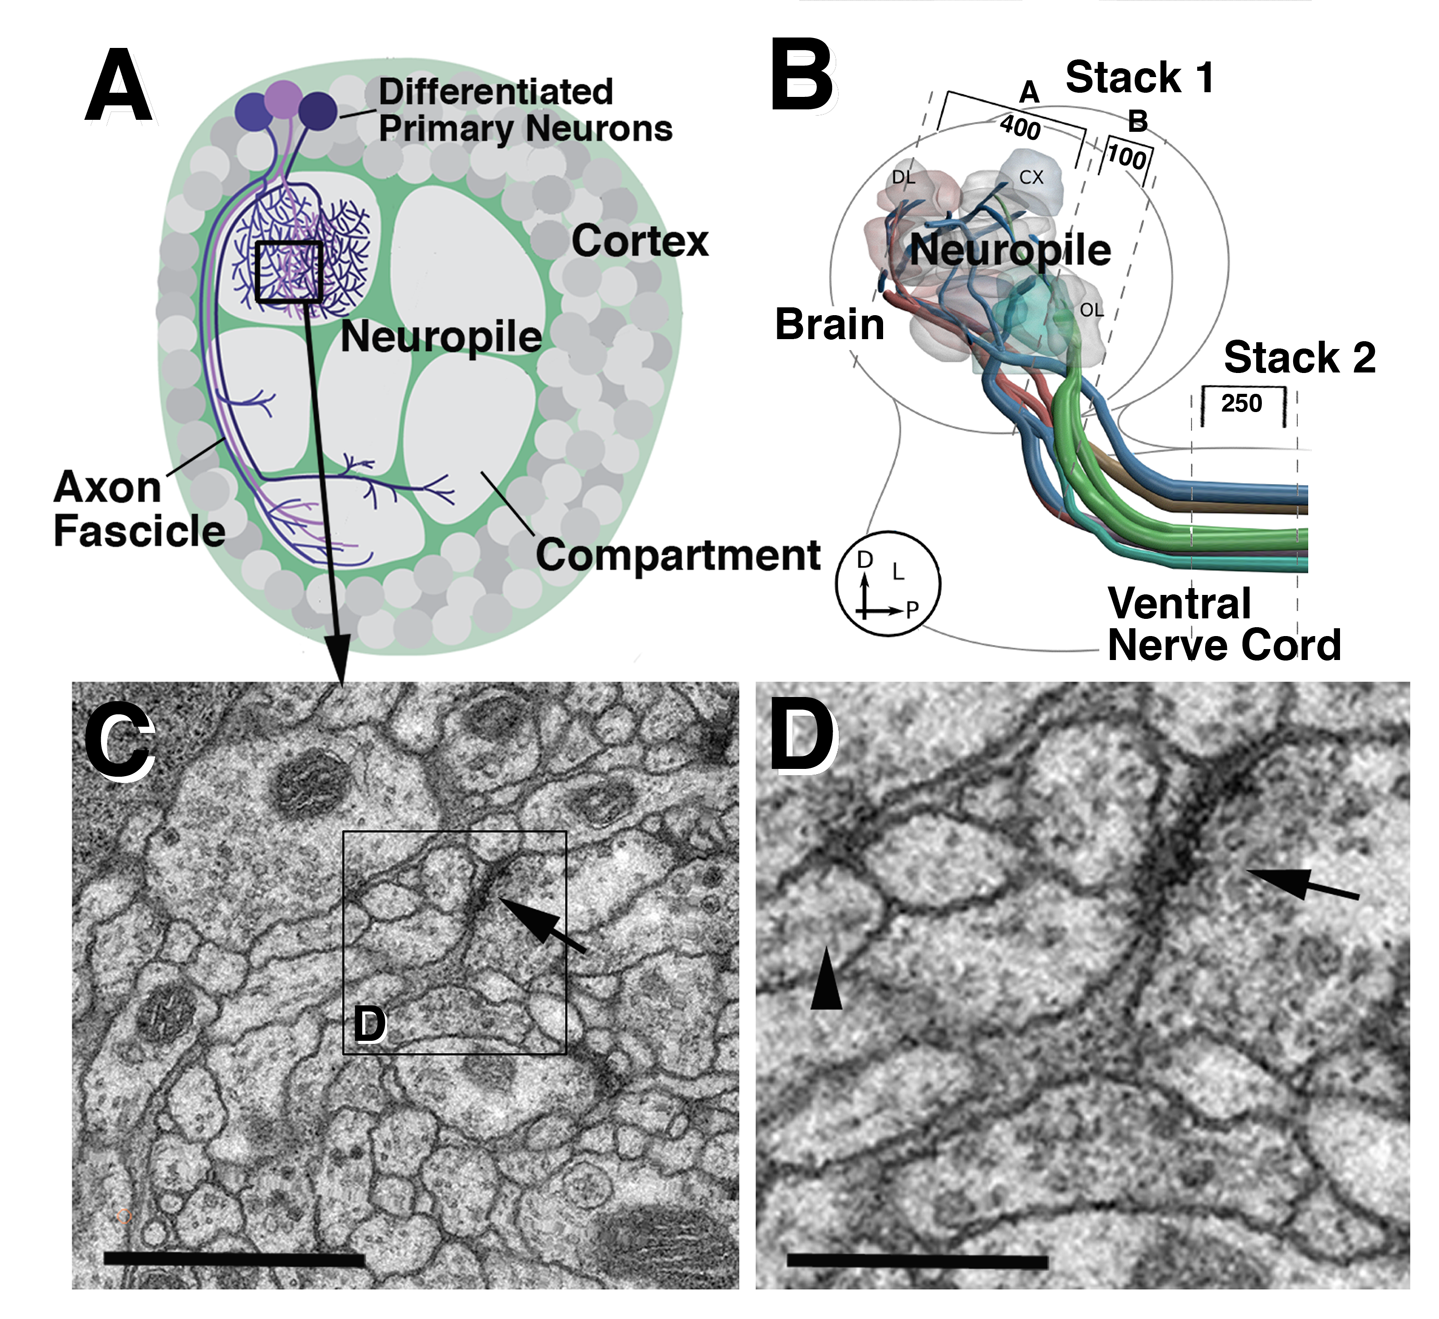 A
Differentiated
Primary Neurons
Cortex
Neuropile
Axon
Fascicle
Compartment
B
Stack 1
A
400
B
100
DL
CX
Neuropile
OL
Brain
Stack 2
250
D
L
P
Ventral
Nerve Cord
C
D
D